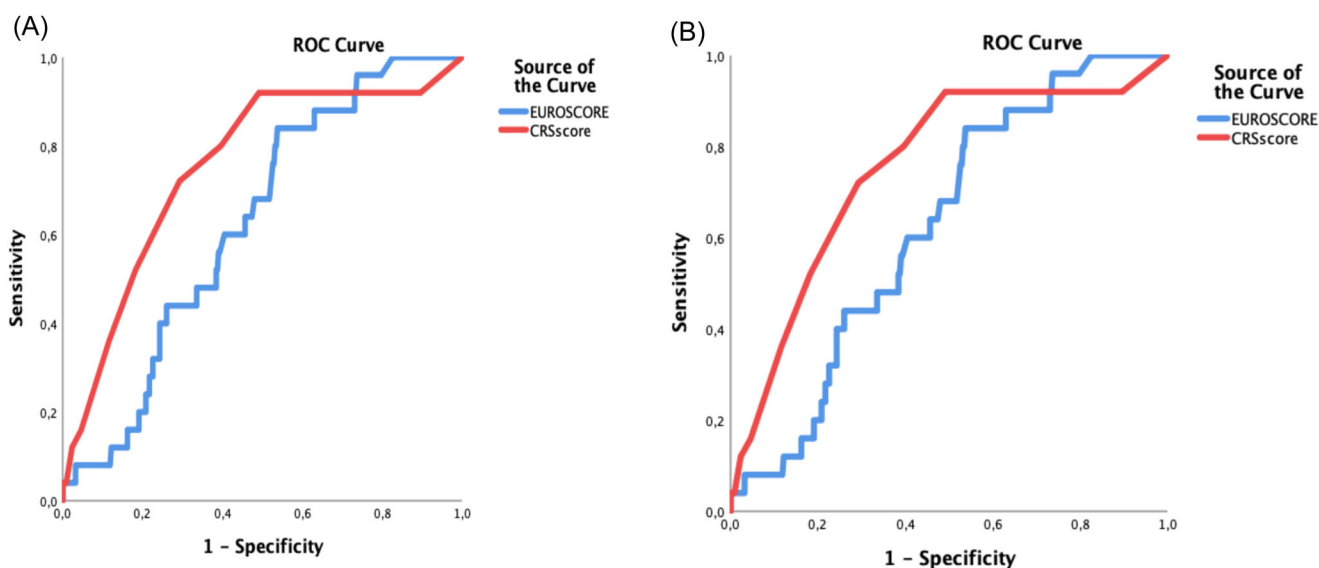 (A)
ROC Curve
Source of
the Curve
EUROSCORE
CRSscore
1,0
0,8
0,6
0,4
0,2
0,0
Sensitivity
0,0 0,2 0,4 0,6 0,8 1,0
1 - Specificity
(B)
ROC Curve
Source of
the Curve
EUROSCORE
CRSscore
1,0
0,8
0,6
0,4
0,2
0,0
Sensitivity
0,0 0,2 0,4 0,6 0,8 1,0
1 - Specificity